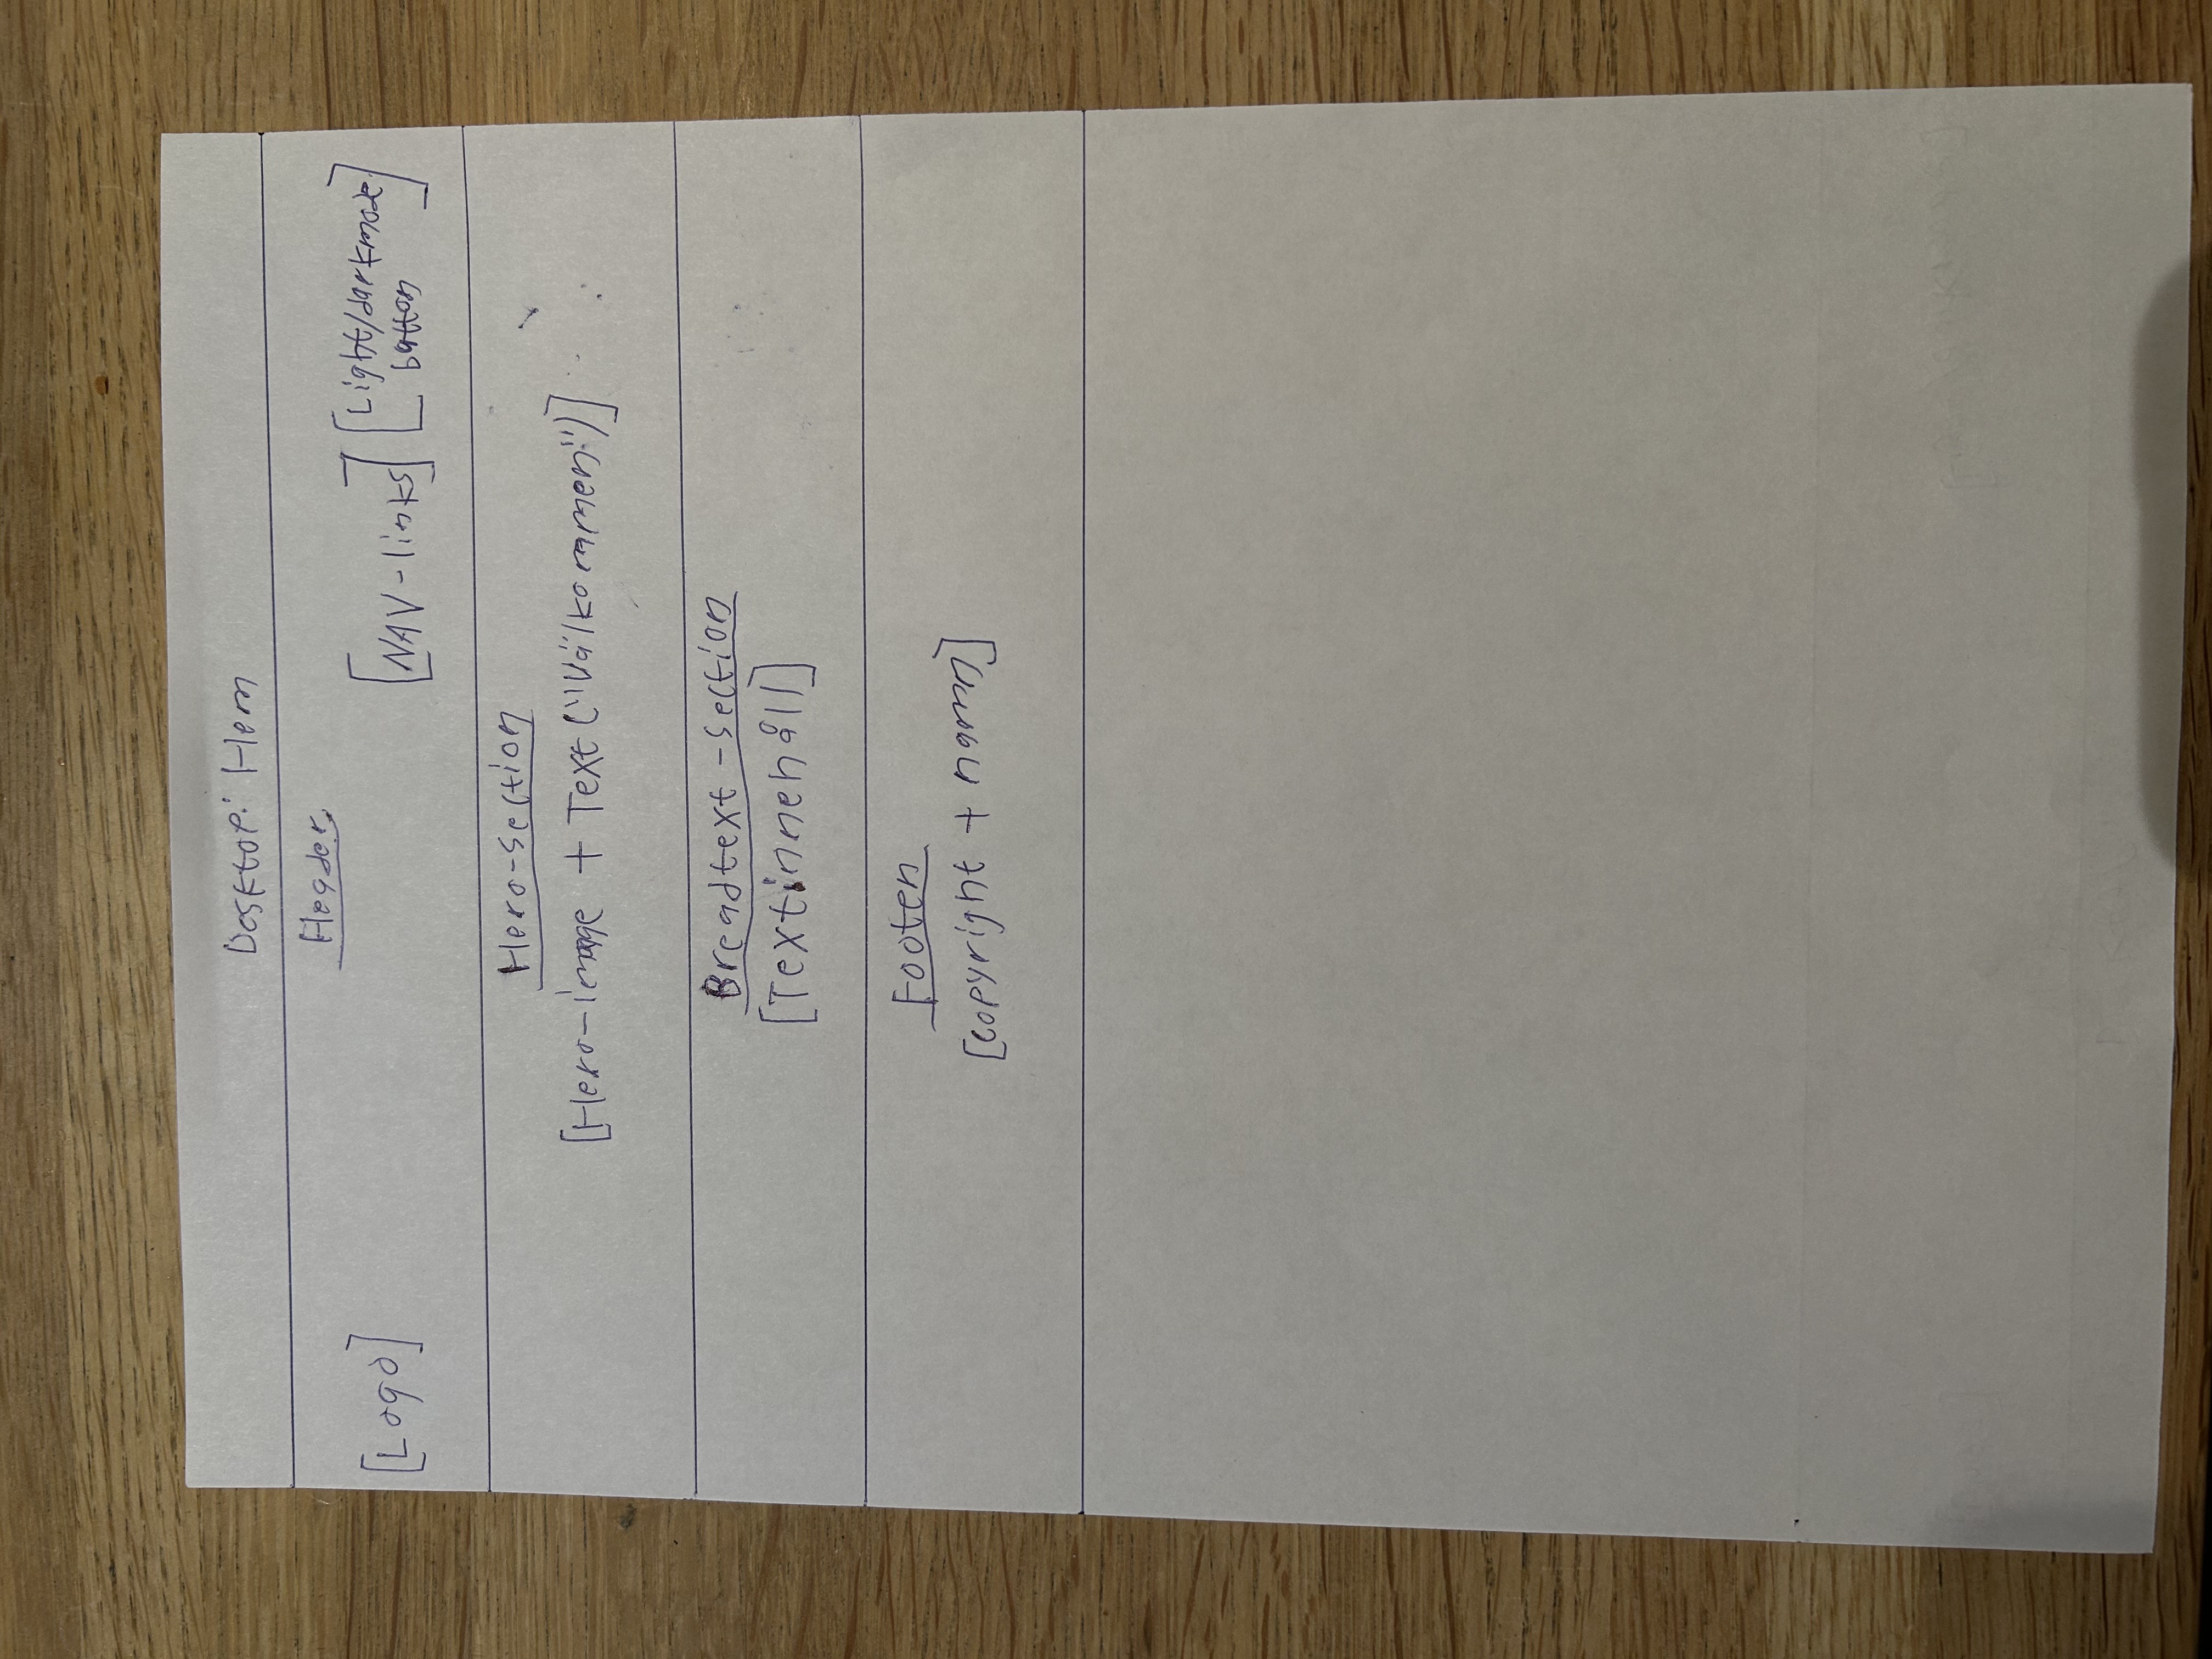 Desktop: Hem
Header
[Logo] [NAV-links] [Light/darkmode button]
Hero-section
[Hero-image + Text ("Välkommen")]
Breadtext-section
[Textinnehåll]
Footer
[copyright + namn]